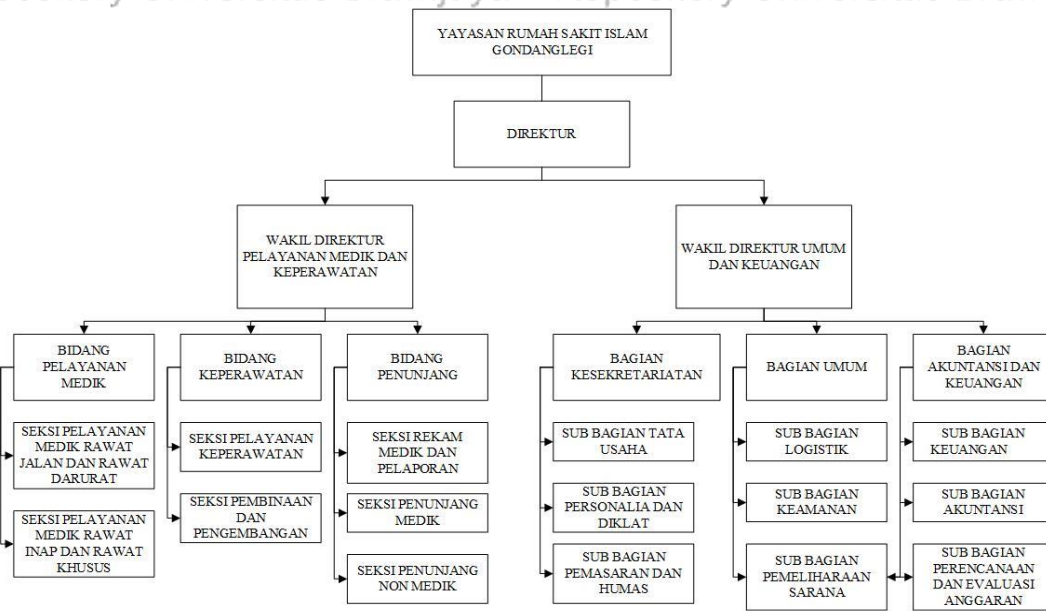 YAYASAN RUMAH SAKIT ISLAM
GONDANGLEGI
DIREKTUR
WAKIL DIREKTUR
PELAYANAN MEDIK DAN
KEPERAWATAN
WAKIL DIREKTUR UMUM
DAN KEUANGAN
BIDANG
PELAYANAN
MEDIK
BIDANG
KEPERAWATAN
BIDANG
PENUNJANG
BAGIAN
KESEKRETARIATAN
BAGIAN UMUM
BAGIAN
AKUNTANSI DAN
KEUANGAN
SEKSI PELAYANAN
MEDIK RAWAT
JALAN DAN RAWAT
DARURAT
SEKSI PELAYANAN
KEPERAWATAN
SEKSI REKAM
MEDIK DAN
PELAPORAN
SUB BAGIAN TATA
USAHA
SUB BAGIAN
LOGISTIK
SUB BAGIAN
KEUANGAN
SEKSI PELAYANAN
MEDIK RAWAT
INAP DAN RAWAT
KHUSUS
SEKSI PEMBINAAN
DAN
PENGEMBANGAN
SEKSI PENUNJANG
MEDIK
SUB BAGIAN
PERSONALIA DAN
DIKLAT
SUB BAGIAN
KEAMANAN
SUB BAGIAN
AKUNTANSI
SEKSI PENUNJANG
NON MEDIK
SUB BAGIAN
PEMASARAN DAN
HUMAS
SUB BAGIAN
PEMELIHARAAN
SARANA
SUB BAGIAN
PERENCANAAN
DAN EVALUASI
ANGGARAN